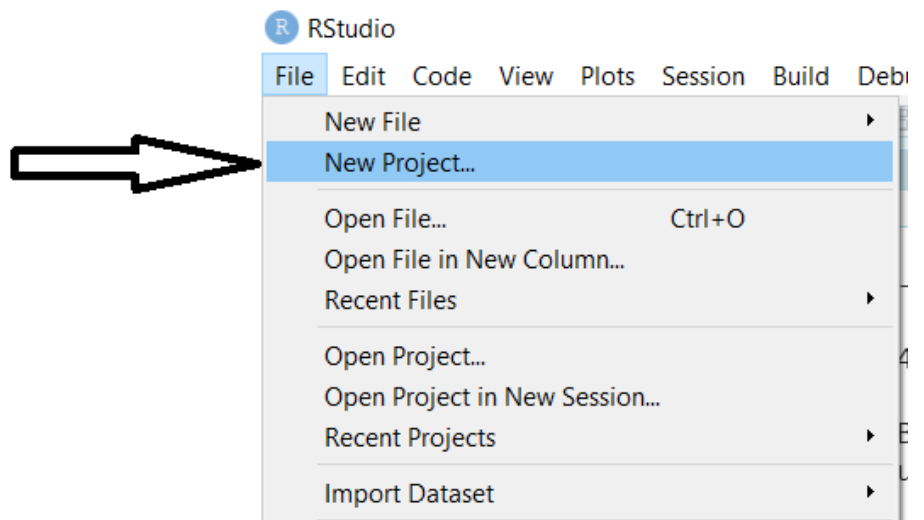 R RStudio
File Edit Code View Plots Session Build Debu
New File
New Project...
Open File... Ctrl+O
Open File in New Column...
Recent Files
Open Project...
Open Project in New Session...
Recent Projects
Import Dataset